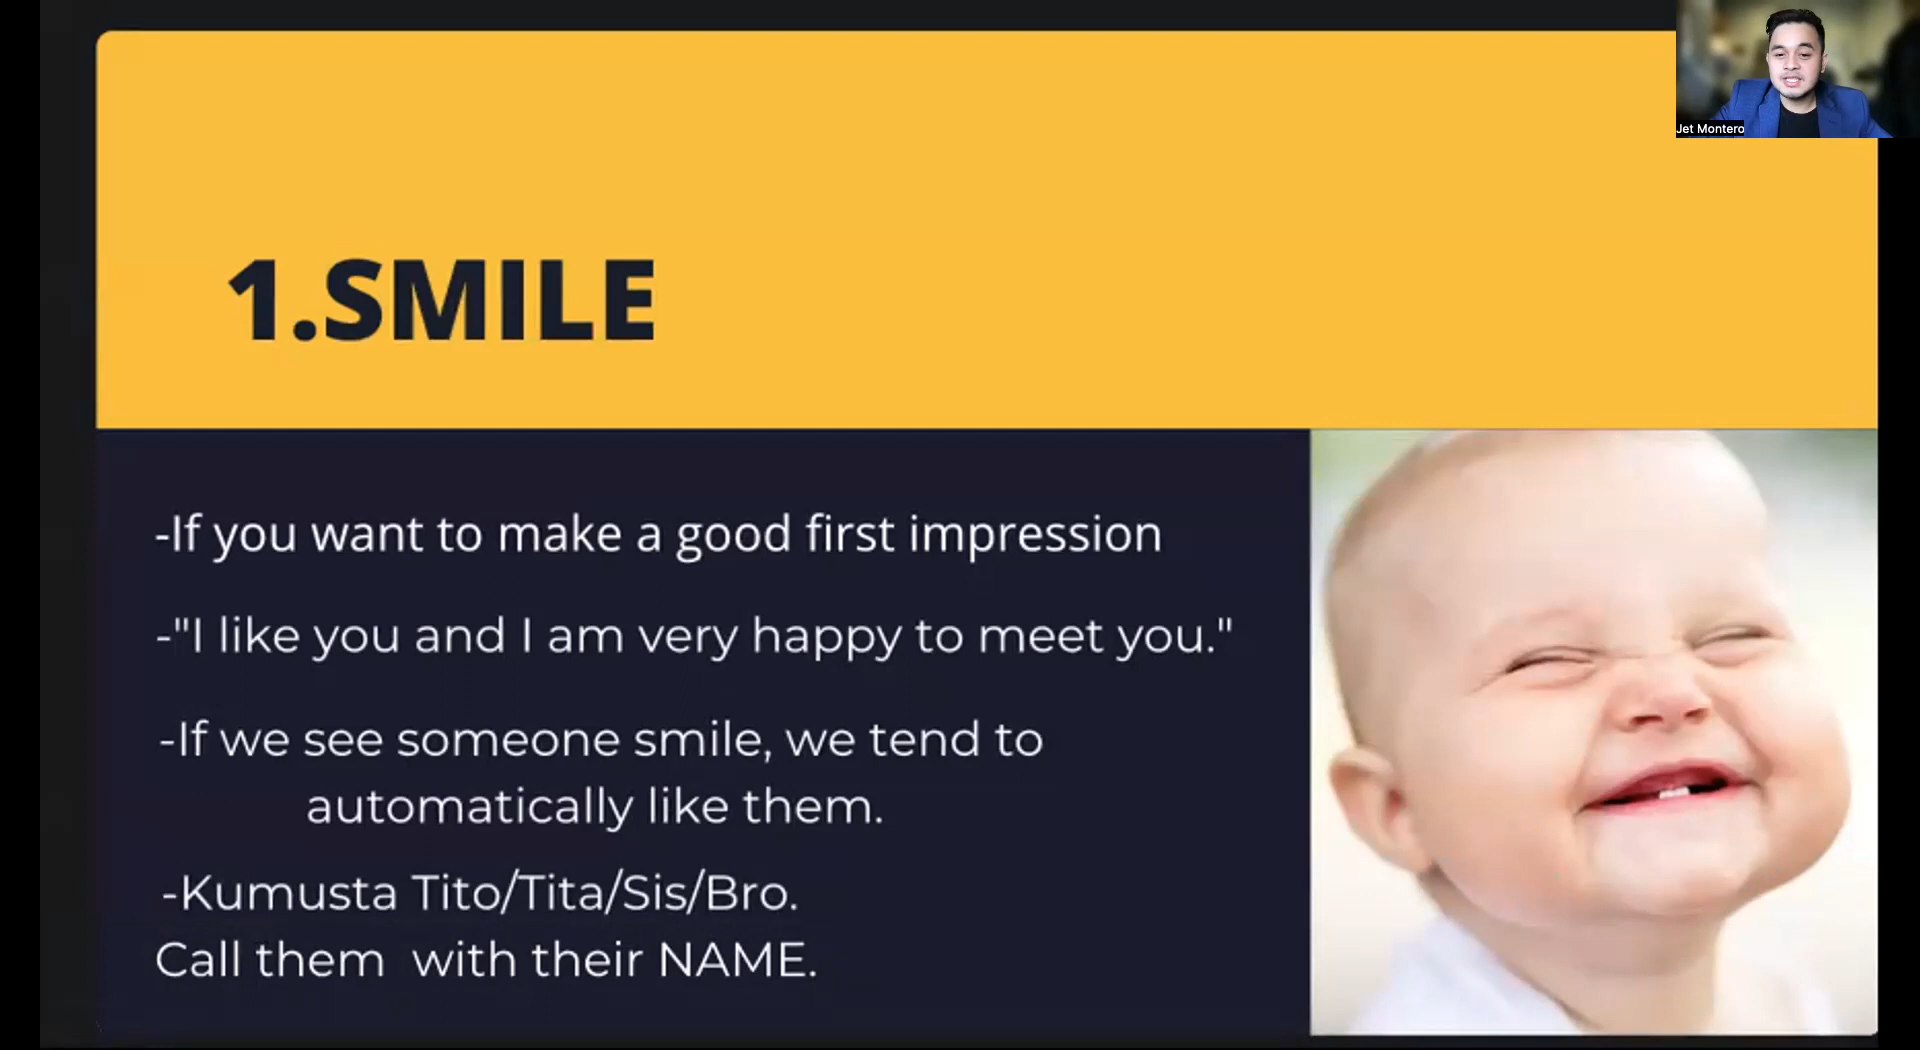 Jet Montero
1.SMILE
-If you want to make a good first impression
-"I like you and I am very happy to meet you."
-If we see someone smile, we tend to
automatically like them.
-Kumusta Tito/Tita/Sis/Bro.
Call them with their NAME.